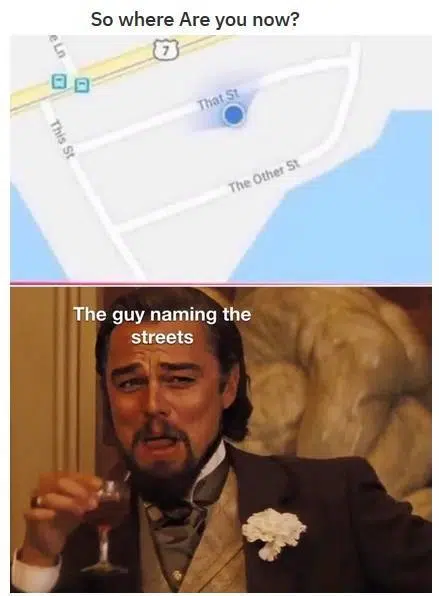 So where Are you now?
e Ln
7
That St
This St
The Other St
The guy naming the
streets